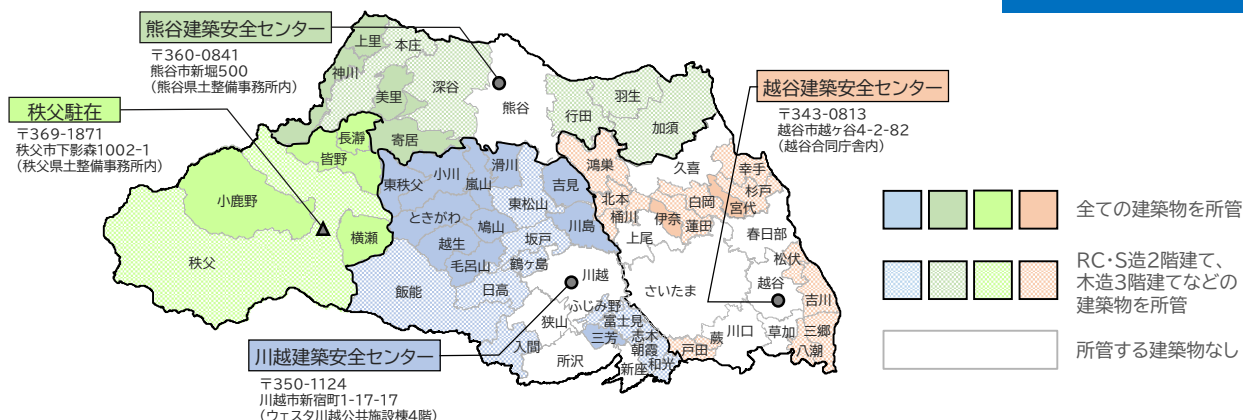 熊谷建築安全センター
〒360-0841
熊谷市新堀500
(熊谷県土整備事務所内)
秩父駐在
〒369-1871
秩父市下影森1002-1
(秩父県土整備事務所内)
越谷建築安全センター
〒343-0813
越谷市越ヶ谷4-2-82
(越谷合同庁舎内)
川越建築安全センター
〒350-1124
川越市新宿町1-17-17
(ウェスタ川越公共施設棟4階)
上里
本庄
神川
美里
深谷
熊谷
寄居
行田
羽生
加須
長瀞
皆野
小鹿野
横瀬
秩父
東秩父
小川
滑川
嵐山
吉見
東松山
ときがわ
鳩山
川島
越生
坂戸
毛呂山
鶴ヶ島
日高
飯能
川越
狭山
ふじみ野
富士見
三芳
志木
朝霞
和光
新座
入間
所沢
鴻巣
北本
桶川
伊奈
上尾
久喜
白岡
蓮田
幸手
杉戸
宮代
春日部
松伏
さいたま
越谷
吉川
川口
草加
三郷
八潮
蕨
戸田
全ての建築物を所管
RC・S造2階建て、
木造3階建てなどの
建築物を所管
所管する建築物なし